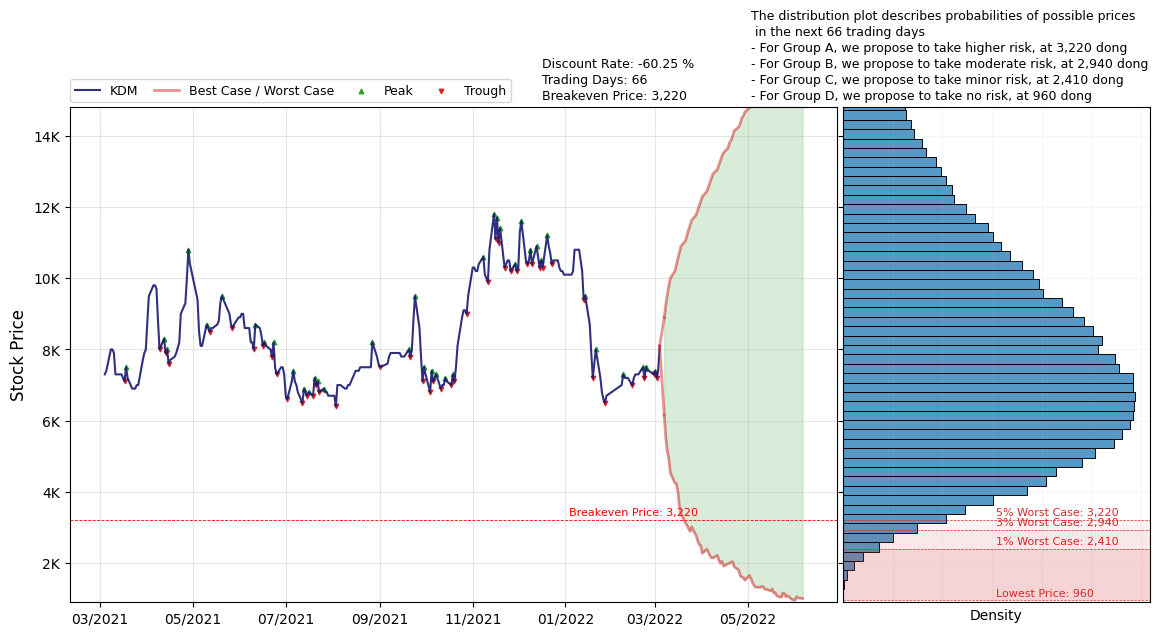 The distribution plot describes probabilities of possible prices
in the next 66 trading days
- For Group A, we propose to take higher risk, at 3,220 dong
- For Group B, we propose to take moderate risk, at 2,940 dong
- For Group C, we propose to take minor risk, at 2,410 dong
- For Group D, we propose to take no risk, at 960 dong
Discount Rate: -60.25 %
Trading Days: 66
Breakeven Price: 3,220
KDM Best Case / Worst Case Peak Trough
Stock Price
14K
12K
10K
8K
6K
4K
2K
Breakeven Price: 3,220
03/2021 05/2021 07/2021 09/2021 11/2021 01/2022 03/2022 05/2022
5% Worst Case: 3,220
3% Worst Case: 2,940
1% Worst Case: 2,410
Lowest Price: 960
Density